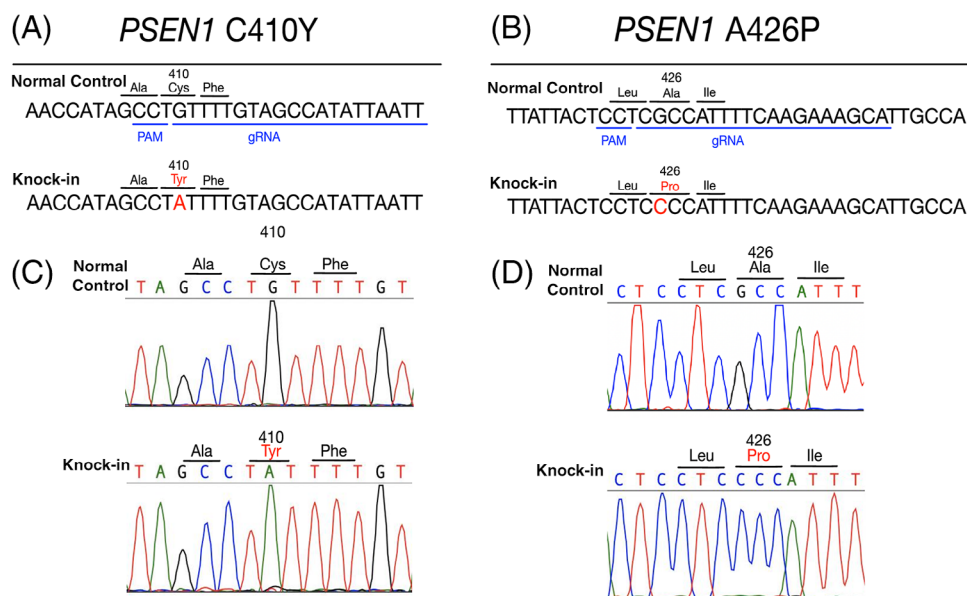 (A) PSEN1 C410Y
410
Ala Cys Phe
Normal Control
AACCATAGCCTGTTTTGTAGCCATATTAATT
PAM gRNA
410
Ala Tyr Phe
Knock-in
AACCATAGCCTATTTTGTAGCCATATTAATT
(B) PSEN1 A426P
426
Leu Ala Ile
Normal Control
TTATTACTCCTCGCCATTTTCAAGAAAGCATTGCCA
PAM gRNA
426
Leu Pro Ile
Knock-in
TTATTACTCCTCCCCATTTTCAAGAAAGCATTGCCA
(C)
410
Ala Cys Phe
Normal
Control
T A G C C T G T T T T G T
410
Ala Tyr Phe
Knock-in
T A G C C T A T T T T G T
(D)
426
Leu Ala Ile
Normal
Control
C T C C T C G C C A T T T
426
Leu Pro Ile
Knock-in
C T C C T C C C C A T T T